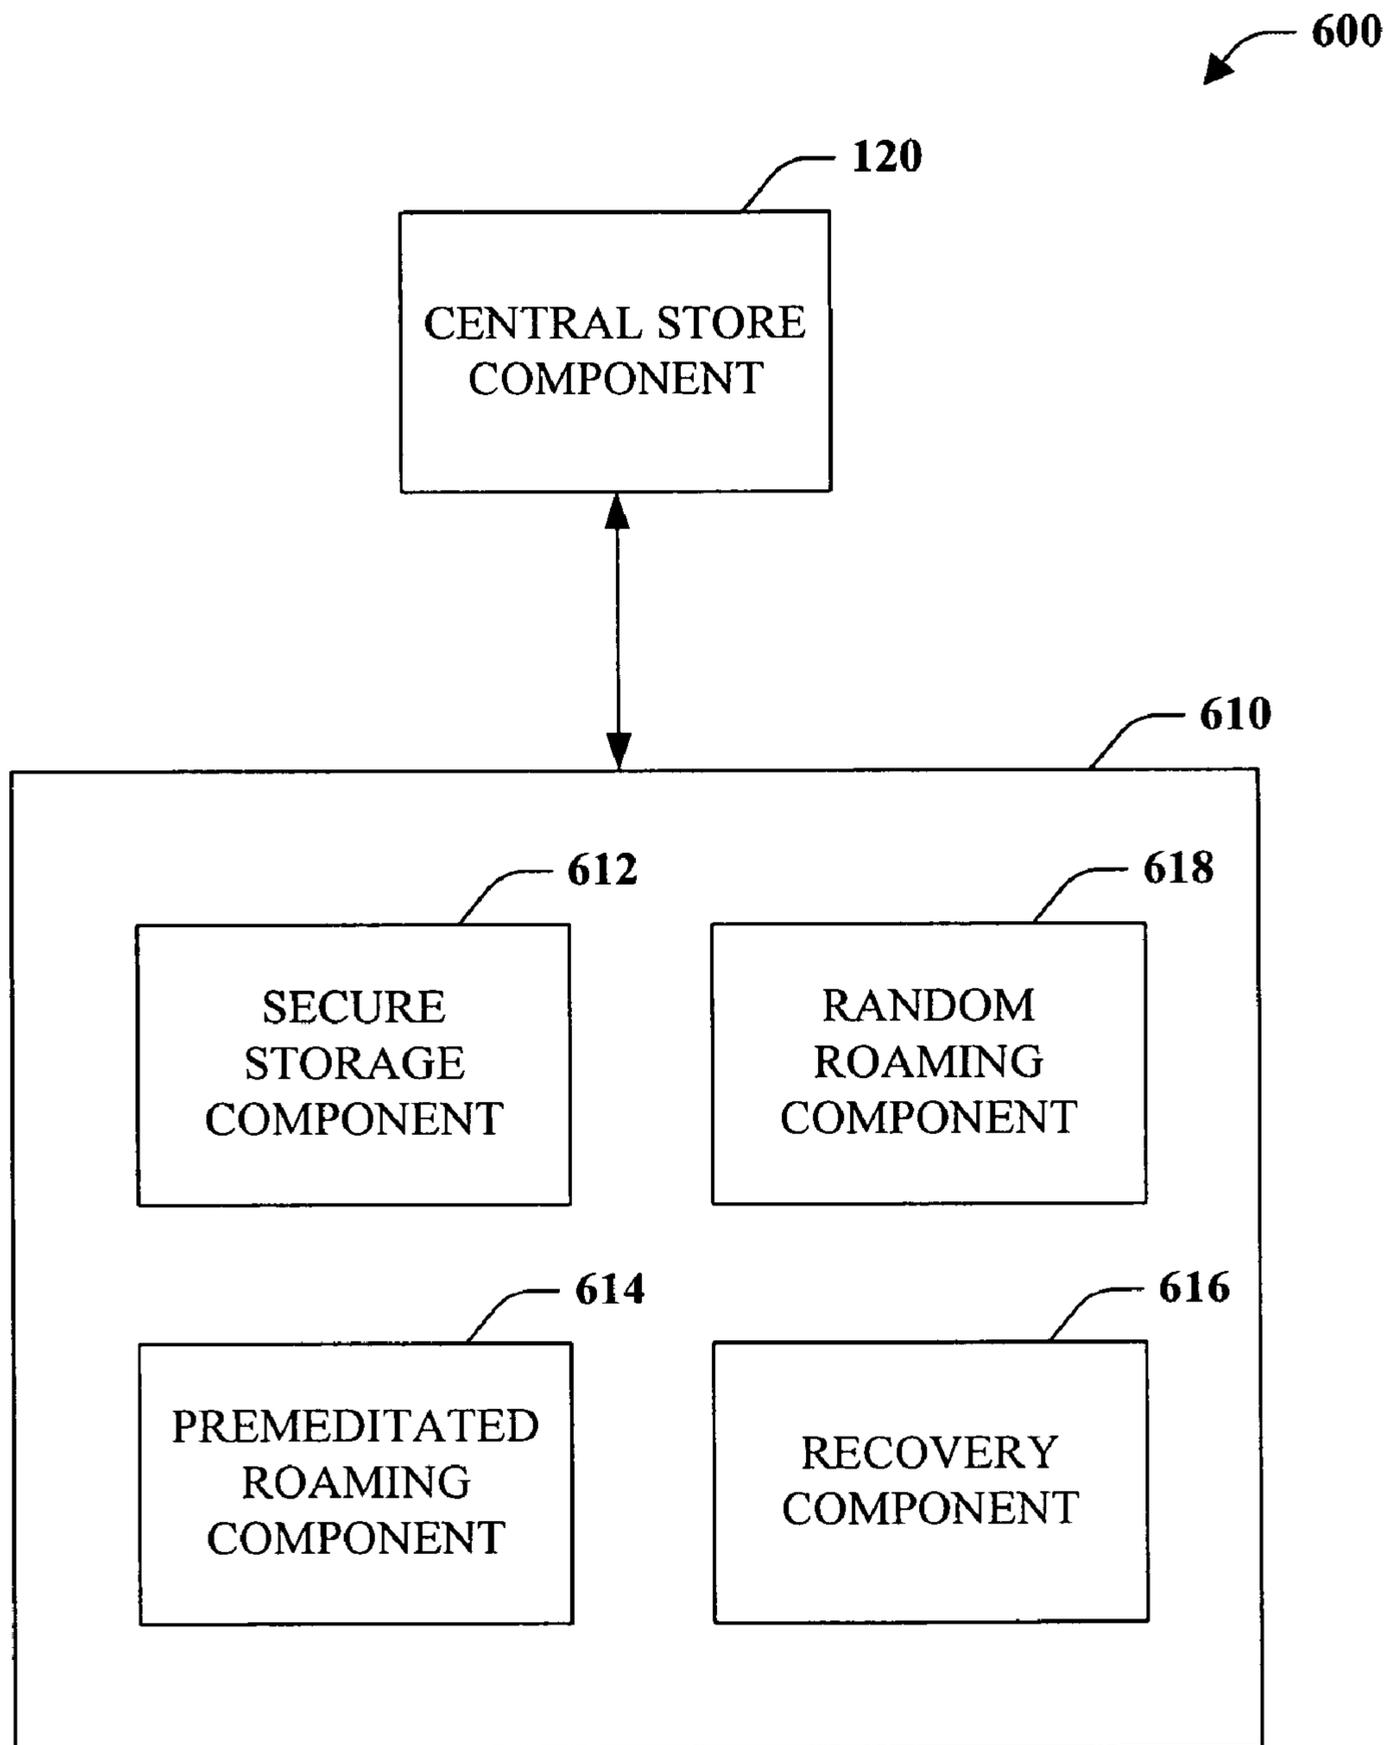 600
120
CENTRAL STORE
COMPONENT
610
612
618
SECURE
STORAGE
COMPONENT
RANDOM
ROAMING
COMPONENT
614
616
PREMEDITATED
ROAMING
COMPONENT
RECOVERY
COMPONENT